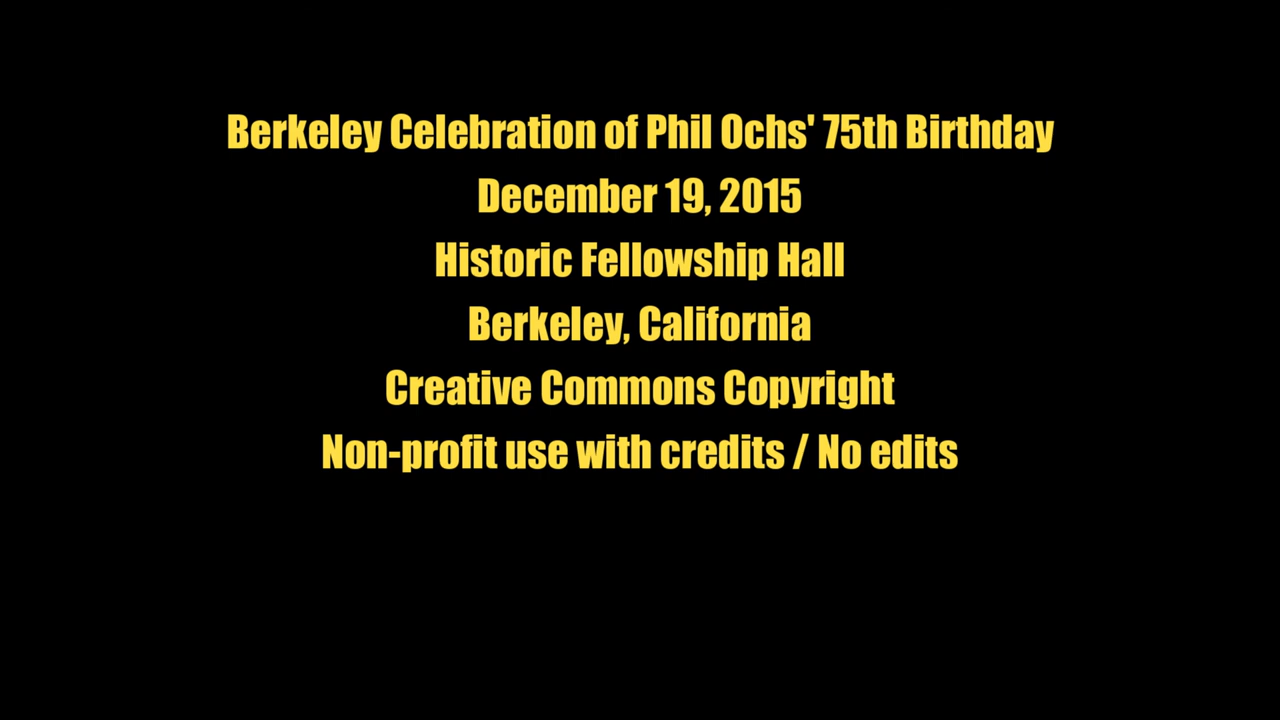 Berkeley Celebration of Phil Ochs' 75th Birthday
December 19, 2015
Historic Fellowship Hall
Berkeley, California
Creative Commons Copyright
Non-profit use with credits / No edits